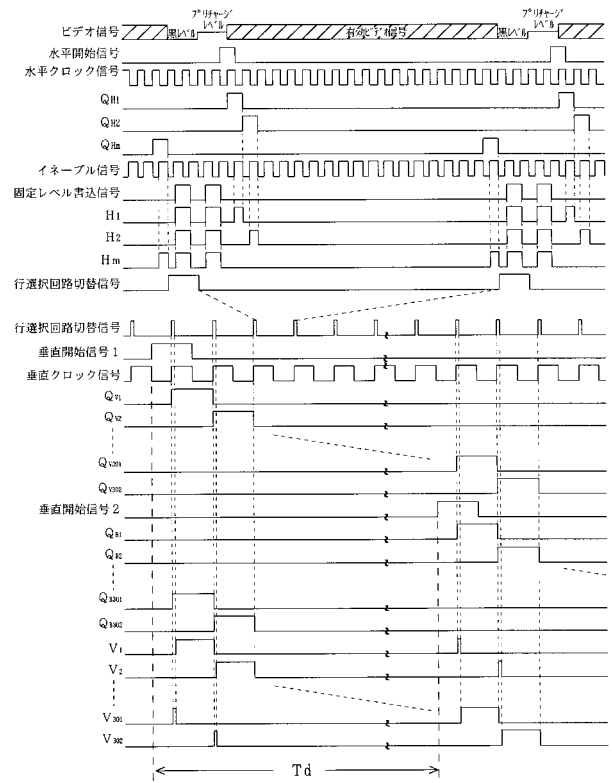 プリチャージ プリチャージ
レベル レベル
ビデオ信号 黒レベル 有効ビデオ信号 黒レベル
水平開始信号
水平クロック信号
QH1
QH2
QHm
イネーブル信号
固定レベル書込信号
H1
H2
Hm
行選択回路切替信号
行選択回路切替信号
垂直開始信号1
垂直クロック信号
QV1
QV2
QV301
QV302
垂直開始信号2
QB1
QB2
QB301
QB302
V1
V2
V301
V302
Td